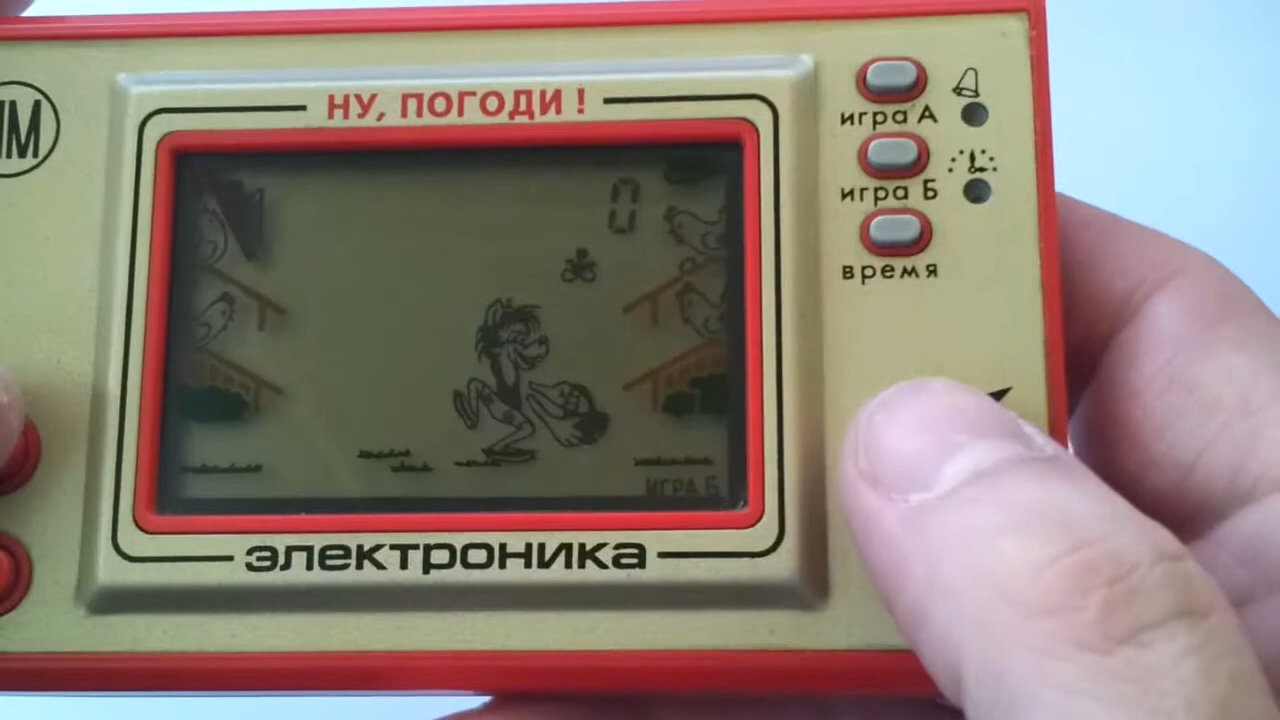 НУ, ПОГОДИ !
игра А
игра Б
время
0
ИГРА Б
электроника